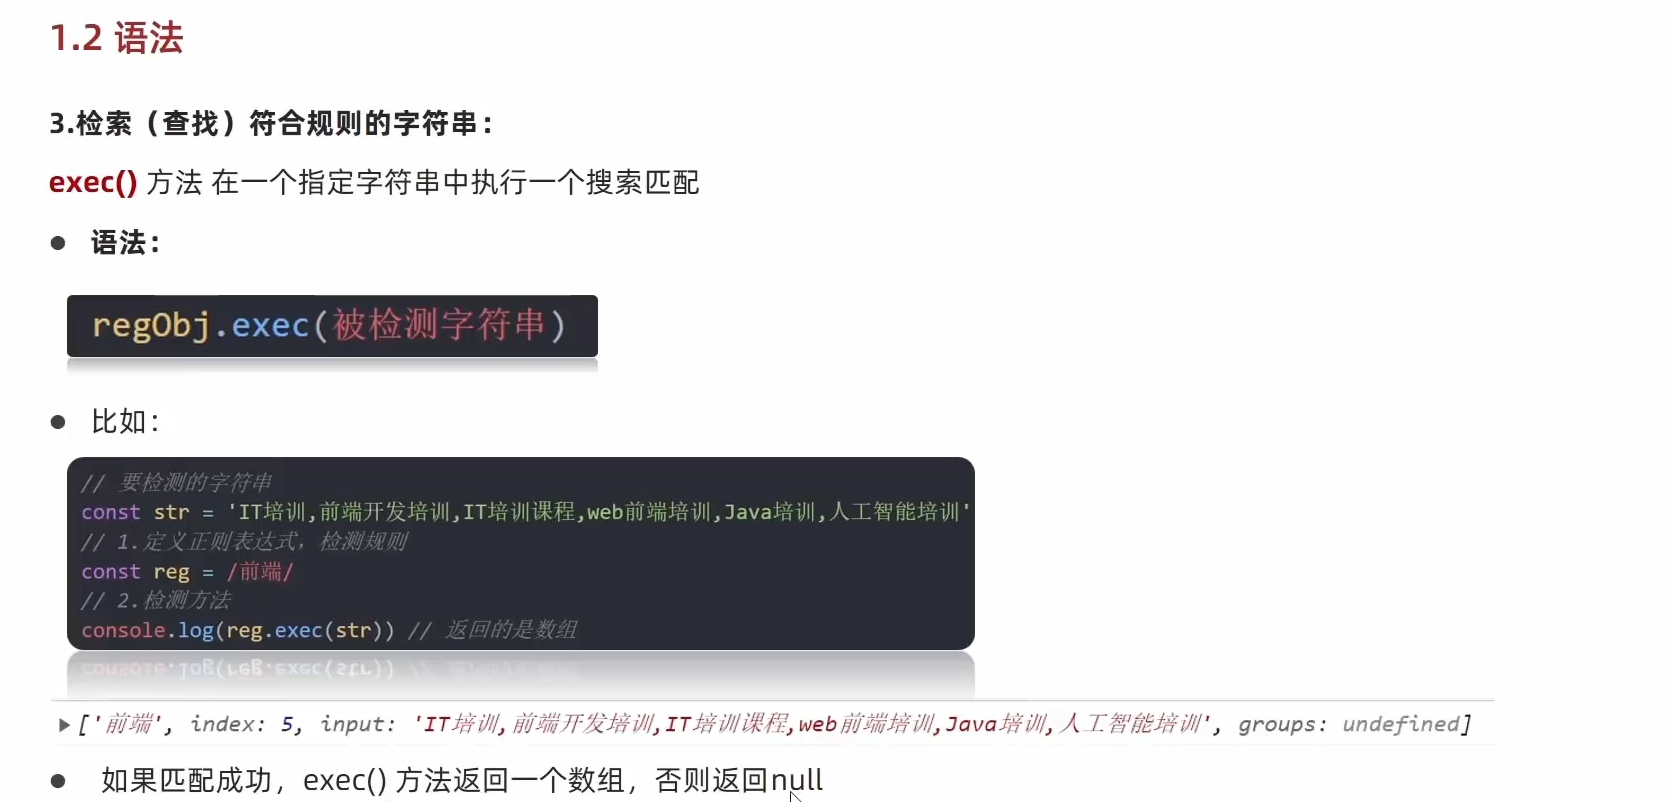 1.2 语法
3.检索（查找）符合规则的字符串：
exec() 方法 在一个指定字符串中执行一个搜索匹配
● 语法：
regObj.exec(被检测字符串)
● 比如：
// 要检测的字符串
const str = 'IT培训,前端开发培训,IT培训课程,web前端培训,Java培训,人工智能培训'
// 1.定义正则表达式，检测规则
const reg = /前端/
// 2.检测方法
console.log(reg.exec(str)) // 返回的是数组
▶['前端', index: 5, input: 'IT培训,前端开发培训,IT培训课程,web前端培训,Java培训,人工智能培训', groups: undefined]
● 如果匹配成功，exec() 方法返回一个数组，否则返回null